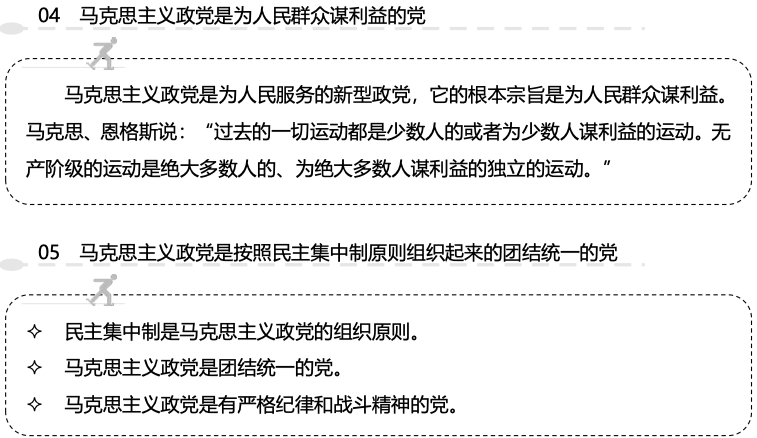 04 马克思主义政党是为人民群众谋利益的党
马克思主义政党是为人民服务的新型政党，它的根本宗旨是为人民群众谋利益。
马克思、恩格斯说：“过去的一切运动都是少数人的或者为少数人谋利益的运动。无
产阶级的运动是绝大多数人的、为绝大多数人谋利益的独立的运动。”
05 马克思主义政党是按照民主集中制原则组织起来的团结统一的党
✧ 民主集中制是马克思主义政党的组织原则。
✧ 马克思主义政党是团结统一的党。
✧ 马克思主义政党是有严格纪律和战斗精神的党。